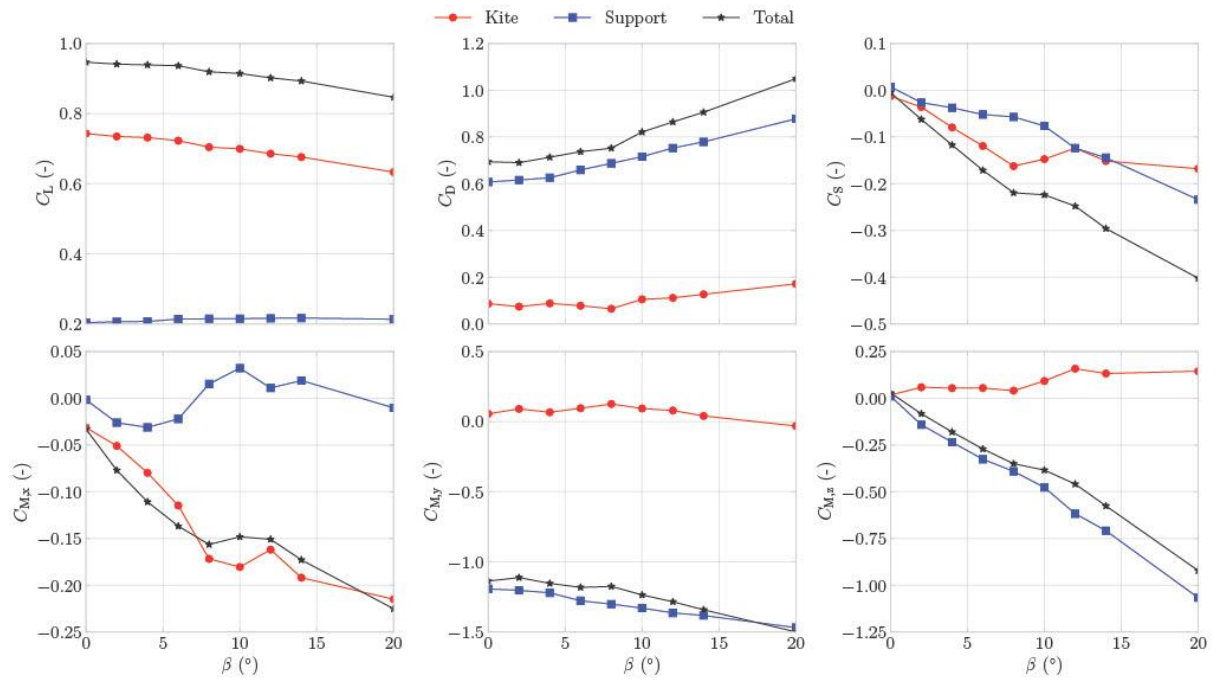 Kite Support Total
1.0
0.8
0.6
0.4
0.2
C_L (-)
1.2
1.0
0.8
0.6
0.4
0.2
0.0
C_D (-)
0.1
0.0
−0.1
−0.2
−0.3
−0.4
−0.5
C_S (-)
0.05
0.00
−0.05
−0.10
−0.15
−0.20
−0.25
C_M,x (-)
0 5 10 15 20
β (°)
0.5
0.0
−0.5
−1.0
−1.5
C_M,y (-)
0 5 10 15 20
β (°)
0.25
0.00
−0.25
−0.50
−0.75
−1.00
−1.25
C_M,z (-)
0 5 10 15 20
β (°)